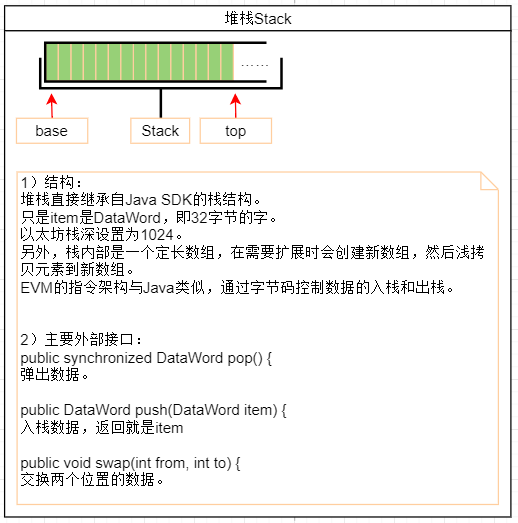 堆栈Stack
……
base
Stack
top
1）结构：
堆栈直接继承自Java SDK的栈结构。
只是item是DataWord，即32字节的字。
以太坊栈深设置为1024。
另外，栈内部是一个定长数组，在需要扩展时会创建新数组，然后浅拷
贝元素到新数组。
EVM的指令架构与Java类似，通过字节码控制数据的入栈和出栈。
2）主要外部接口：
public synchronized DataWord pop() {
弹出数据。
public DataWord push(DataWord item) {
入栈数据，返回就是item
public void swap(int from, int to) {
交换两个位置的数据。